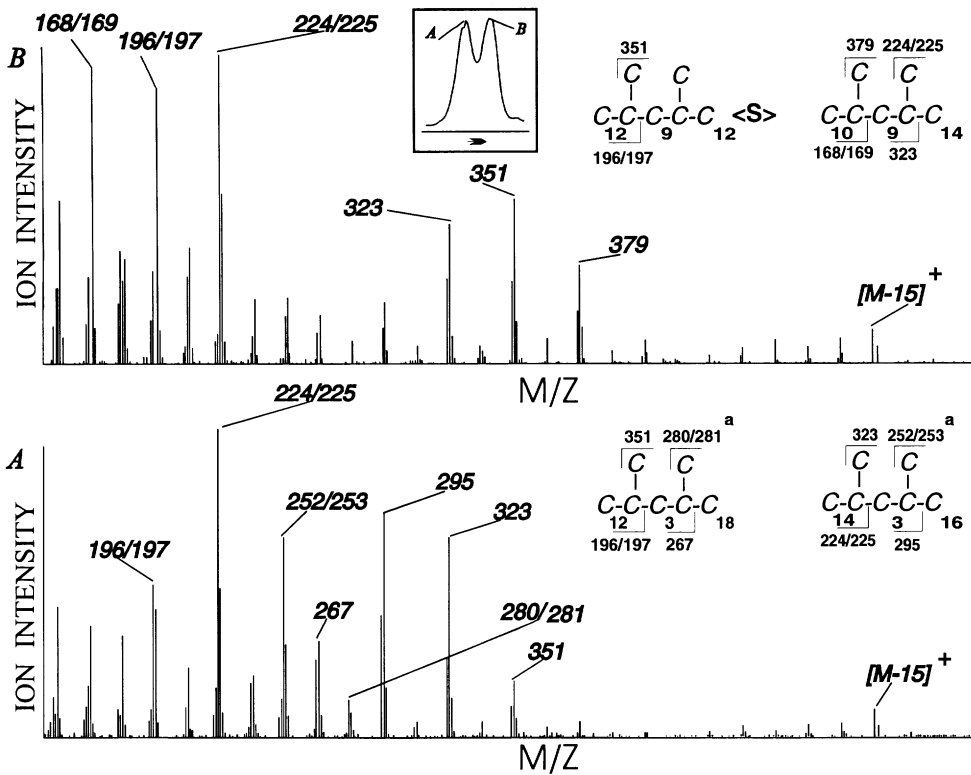 B
ION INTENSITY
168/169
196/197
224/225
A
B
323
351
379
[M-15]+
M/Z
351
C C
C-C-C-C-C <S>
12 9 12
196/197
379 224/225
C C
C-C-C-C-C
10 9 14
168/169 323
A
ION INTENSITY
196/197
224/225
252/253
267
295
323
280/281
351
[M-15]+
M/Z
351 280/281 a
C C
C-C-C-C-C
12 3 18
196/197 267
323 252/253 a
C C
C-C-C-C-C
14 3 16
224/225 295